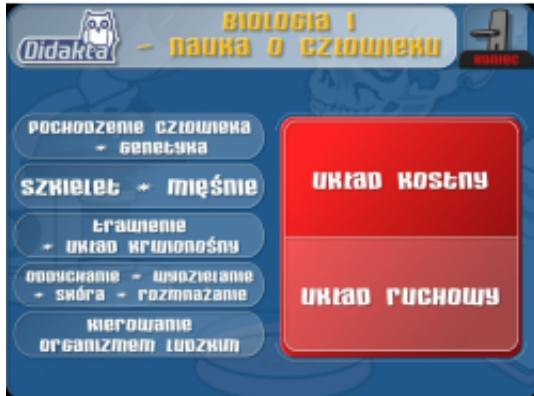 Didakta
BIOLOGIA I
- NAUKA O CZŁOWIEKU
KONIEC
POCHODZENIE CZŁOWIEKA
- GENETYKA
SZKIELET - MIĘŚNIE
TRAWIENIE
- UKŁAD KRWIONOŚNY
ODDYCHANIE - WYDZIELANIE
- SKÓRA - ROZMNAŻANIE
KIEROWANIE
ORGANIZMEM LUDZKIM
UKŁAD KOSTNY
UKŁAD RUCHOWY